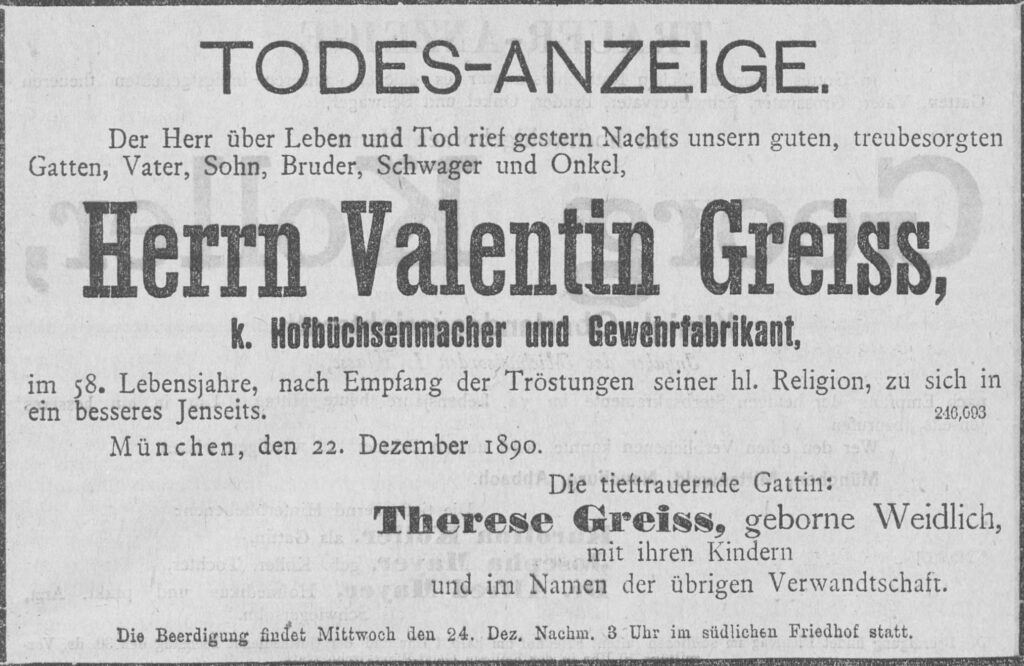 TODES-ANZEIGE.
Der Herr über Leben und Tod rief gestern Nachts unsern guten, treubesorgten
Gatten, Vater, Sohn, Bruder, Schwager und Onkel,
Herrn Valentin Greiss,
k. Hofbüchsenmacher und Gewehrfabrikant,
im 58. Lebensjahre, nach Empfang der Tröstungen seiner hl. Religion, zu sich in
ein besseres Jenseits.
München, den 22. Dezember 1890.
Die tieftrauernde Gattin:
Therese Greiss, geborne Weidlich,
mit ihren Kindern
und im Namen der übrigen Verwandtschaft.
Die Beerdigung findet Mittwoch den 24. Dez. Nachm. 3 Uhr im südlichen Friedhof statt.